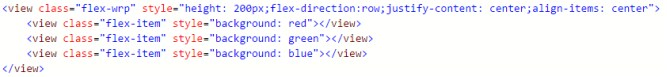 <view class="flex-wrp" style="height: 200px;flex-direction:row;justify-content: center;align-items: center">
    <view class="flex-item" style="background: red"></view>
    <view class="flex-item" style="background: green"></view>
    <view class="flex-item" style="background: blue"></view>
</view>